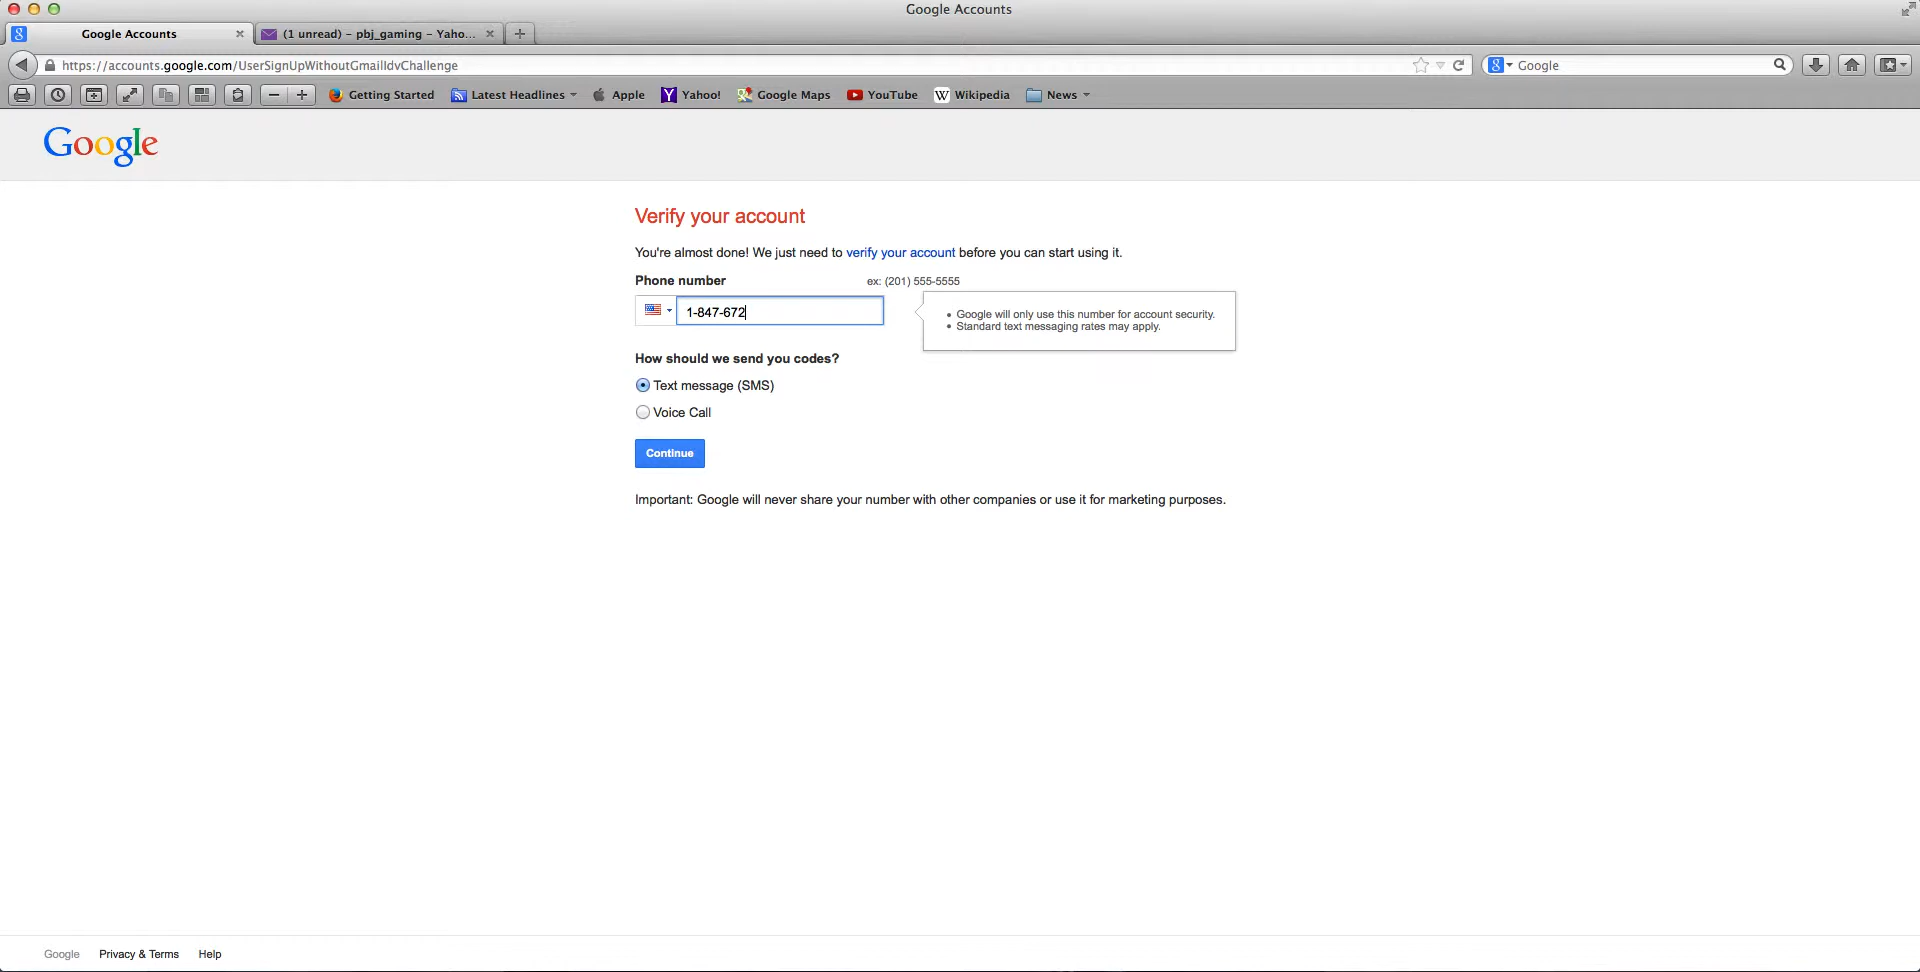 Google Accounts
Google Accounts
(1 unread) - pbj_gaming - Yaho...
https://accounts.google.com/UserSignUpWithoutGmailIdvChallenge
Google
Getting Started
Latest Headlines
Apple
Yahoo!
Google Maps
YouTube
Wikipedia
News
Google
Verify your account
You're almost done! We just need to verify your account before you can start using it.
Phone number
ex: (201) 555-5555
1-847-672
Google will only use this number for account security.
Standard text messaging rates may apply.
How should we send you codes?
Text message (SMS)
Voice Call
Continue
Important: Google will never share your number with other companies or use it for marketing purposes.
Google
Privacy & Terms
Help